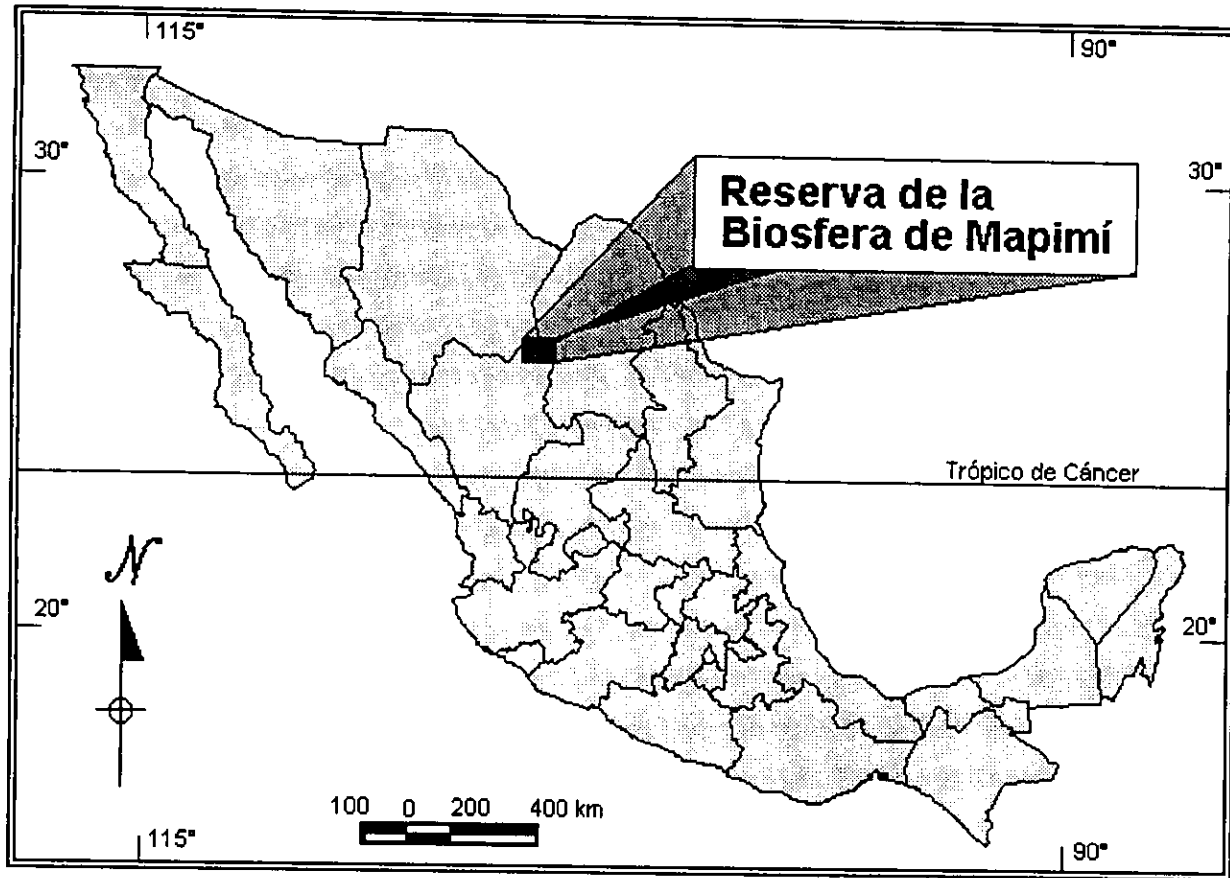 115°
90°
30°
30°
Reserva de la
Biosfera de Mapimí
Trópico de Cáncer
N
20°
20°
100 0 200 400 km
115°
90°